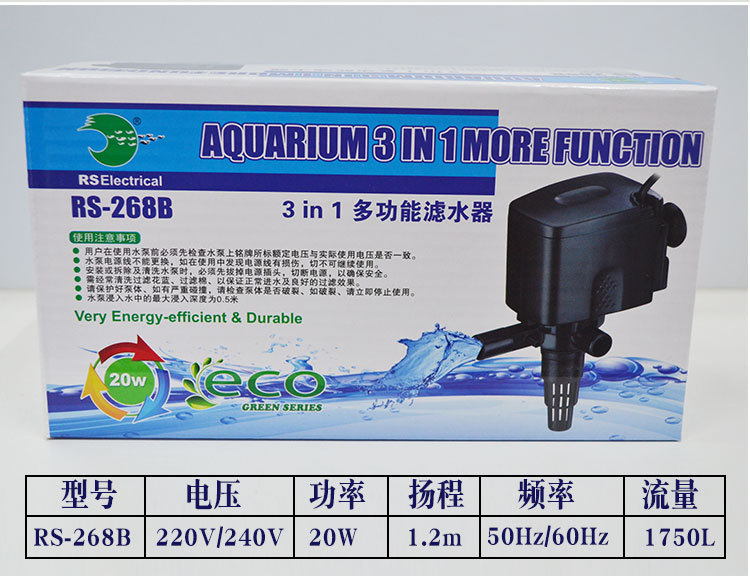 AQUARIUM 3 IN 1 MORE FUNCTION
®
RSElectrical
RS-268B
3 in 1 多功能滤水器
使用注意事项
● 用户在使用水泵前必须先检查水泵上铭牌所标额定电压与实际使用电压是否一致。
● 水泵电源线不能更换，如在使用中发现电源线有损伤，切不可继续使用。
● 安装或拆除及清洗水泵时，必须先拔掉电源插头，切断电源，以确保安全。
● 需经常清洗过滤花蓝、过滤棉，以保证正常进水及良好的过滤效果。
● 请保护好泵体、如有严重碰撞，请检查泵体是否破裂、如破裂、请立即停止使用。
● 水泵浸入水中的最大浸入深度为0.5米
Very Energy-efficient & Durable
20w
eco
GREEN SERIES
型号 电压 功率 扬程 频率 流量
RS-268B 220V/240V 20W 1.2m 50Hz/60Hz 1750L